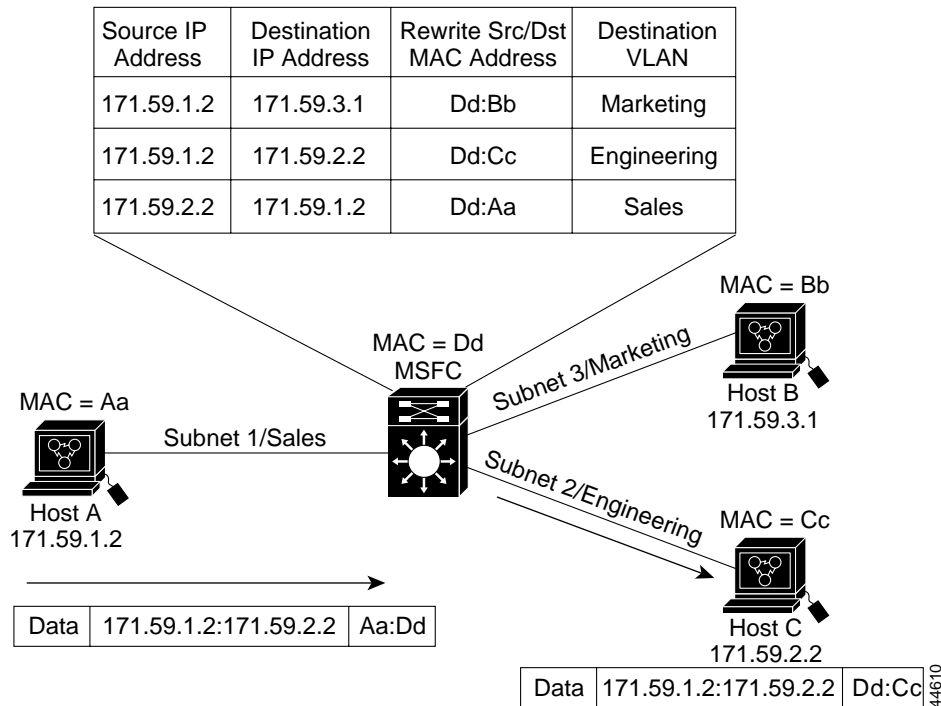 Source IP Address
Destination IP Address
Rewrite Src/Dst MAC Address
Destination VLAN
171.59.1.2 171.59.3.1 Dd:Bb Marketing
171.59.1.2 171.59.2.2 Dd:Cc Engineering
171.59.2.2 171.59.1.2 Dd:Aa Sales
MAC = Bb
MAC = Dd
MSFC
Subnet 3/Marketing
Host B
171.59.3.1
MAC = Aa
Subnet 1/Sales
Subnet 2/Engineering
Host A
171.59.1.2
MAC = Cc
Data 171.59.1.2:171.59.2.2 Aa:Dd
Host C
171.59.2.2
Data 171.59.1.2:171.59.2.2 Dd:Cc
44610